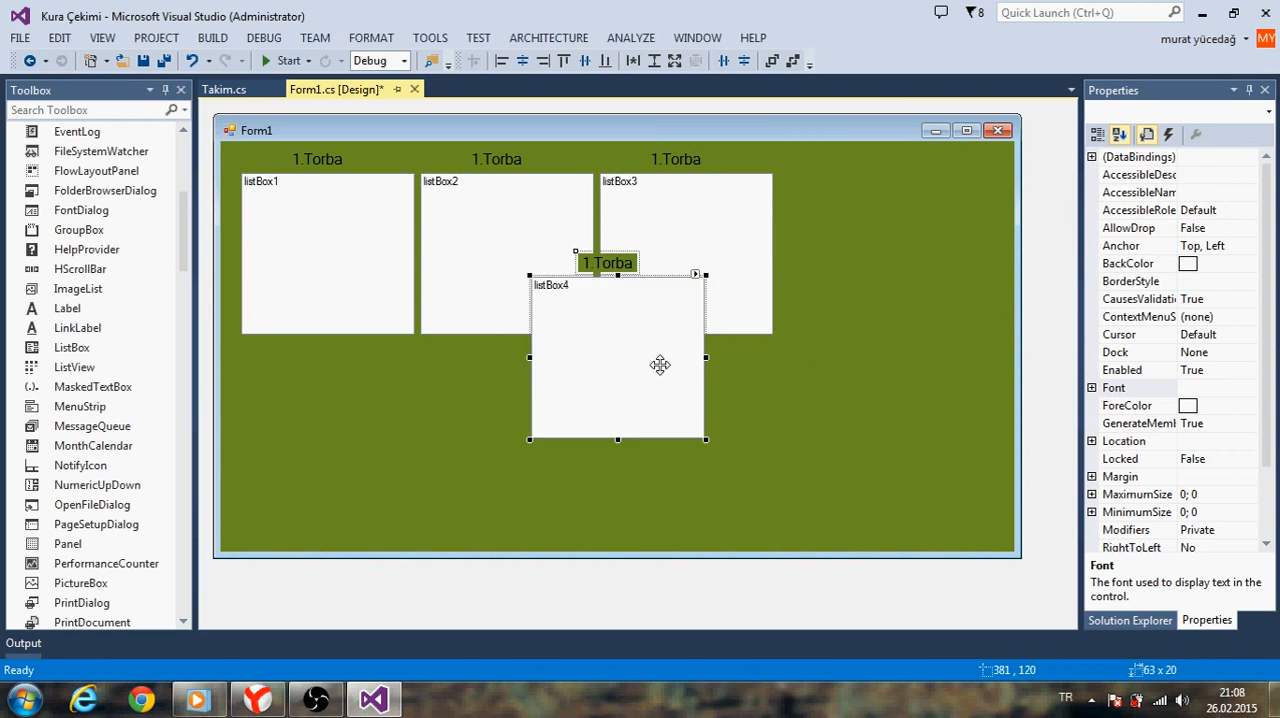 Kura Çekimi - Microsoft Visual Studio (Administrator)
8
Quick Launch (Ctrl+Q)
FILE EDIT VIEW PROJECT BUILD DEBUG TEAM FORMAT TOOLS TEST ARCHITECTURE ANALYZE WINDOW HELP
murat yücedağ
MY
Start
Debug
Toolbox
Search Toolbox
EventLog
FileSystemWatcher
FlowLayoutPanel
FolderBrowserDialog
FontDialog
GroupBox
HelpProvider
HScrollBar
ImageList
Label
LinkLabel
ListBox
ListView
MaskedTextBox
MenuStrip
MessageQueue
MonthCalendar
NotifyIcon
NumericUpDown
OpenFileDialog
PageSetupDialog
Panel
PerformanceCounter
PictureBox
PrintDialog
PrintDocument
Takim.cs
Form1.cs [Design]*
Form1
1.Torba
1.Torba
1.Torba
listBox1
listBox2
listBox3
1.Torba
listBox4
Properties
(DataBindings)
AccessibleDesc
AccessibleNam
AccessibleRole Default
AllowDrop False
Anchor Top, Left
BackColor
BorderStyle
CausesValidati True
ContextMenuS (none)
Cursor Default
Dock None
Enabled True
Font
ForeColor
GenerateMemb True
Location
Locked False
Margin
MaximumSize 0; 0
MinimumSize 0; 0
Modifiers Private
RightToLeft No
Font
The font used to display text in the
control.
Solution Explorer
Properties
Output
Ready
381 , 120
63 x 20
TR
21:08
26.02.2015